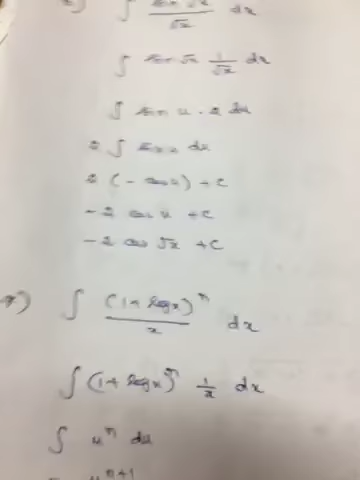 ∫ sin √x / √x dx
∫ sin √x 1/√x dx
∫ sin u · 2 du
2 ∫ sin u du
2 (- cos u) + c
-2 cos u + c
-2 cos √x + c
∫ (1+ log x)^n / x dx
∫ (1+ log x)^n 1/x dx
∫ u^n du
u^n+1